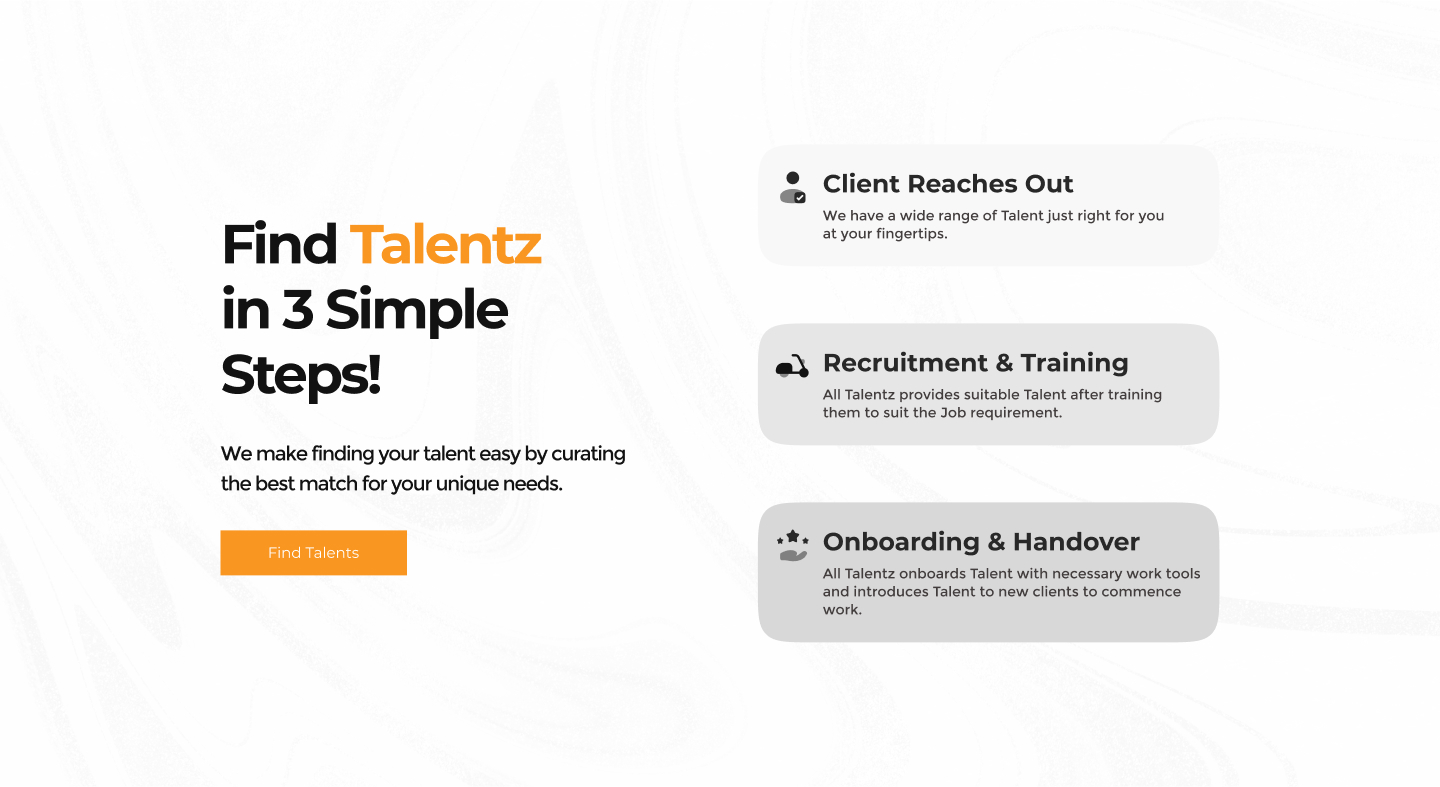 Find Talentz
in 3 Simple
Steps!
We make finding your talent easy by curating
the best match for your unique needs.
Find Talents
Client Reaches Out
We have a wide range of Talent just right for you
at your fingertips.
Recruitment & Training
All Talentz provides suitable Talent after training
them to suit the Job requirement.
Onboarding & Handover
All Talentz onboards Talent with necessary work tools
and introduces Talent to new clients to commence
work.